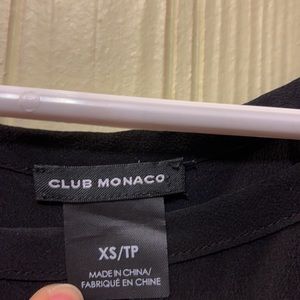 CLUB MONACO
XS/TP
MADE IN CHINA/
FABRIQUÉ EN CHINE